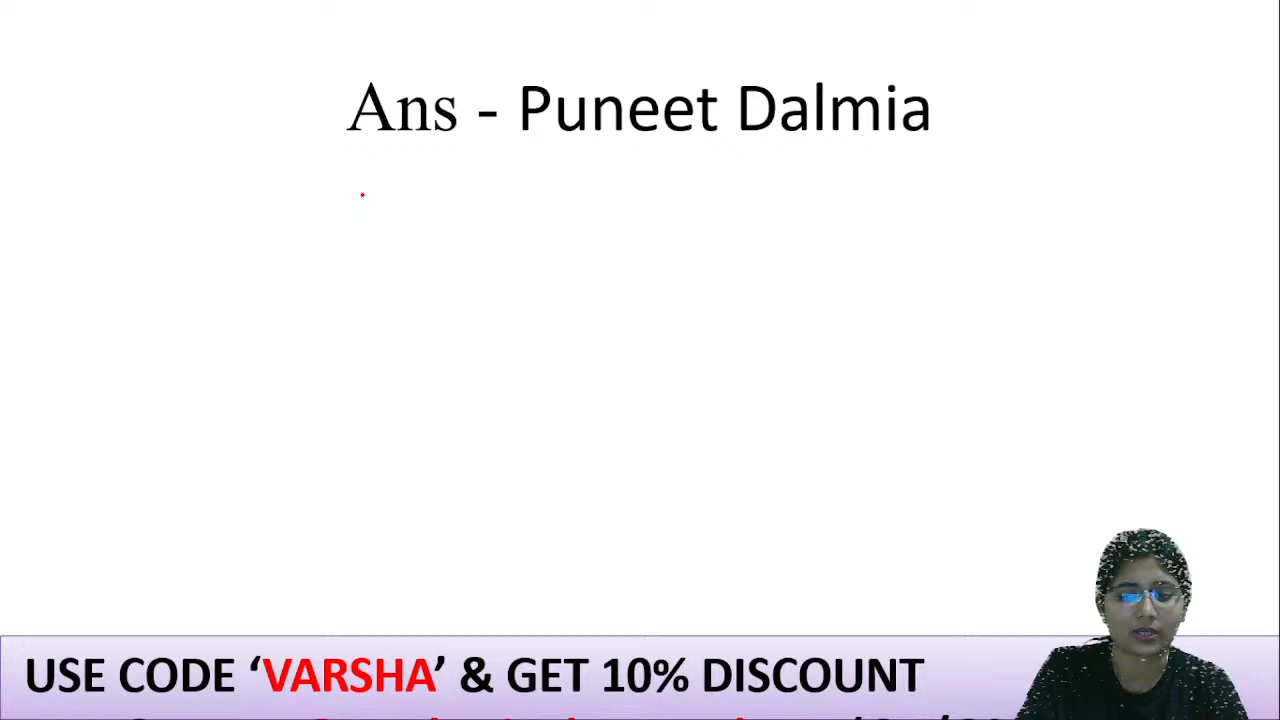 Ans - Puneet Dalmia
USE CODE ‘VARSHA’ & GET 10% DISCOUNT